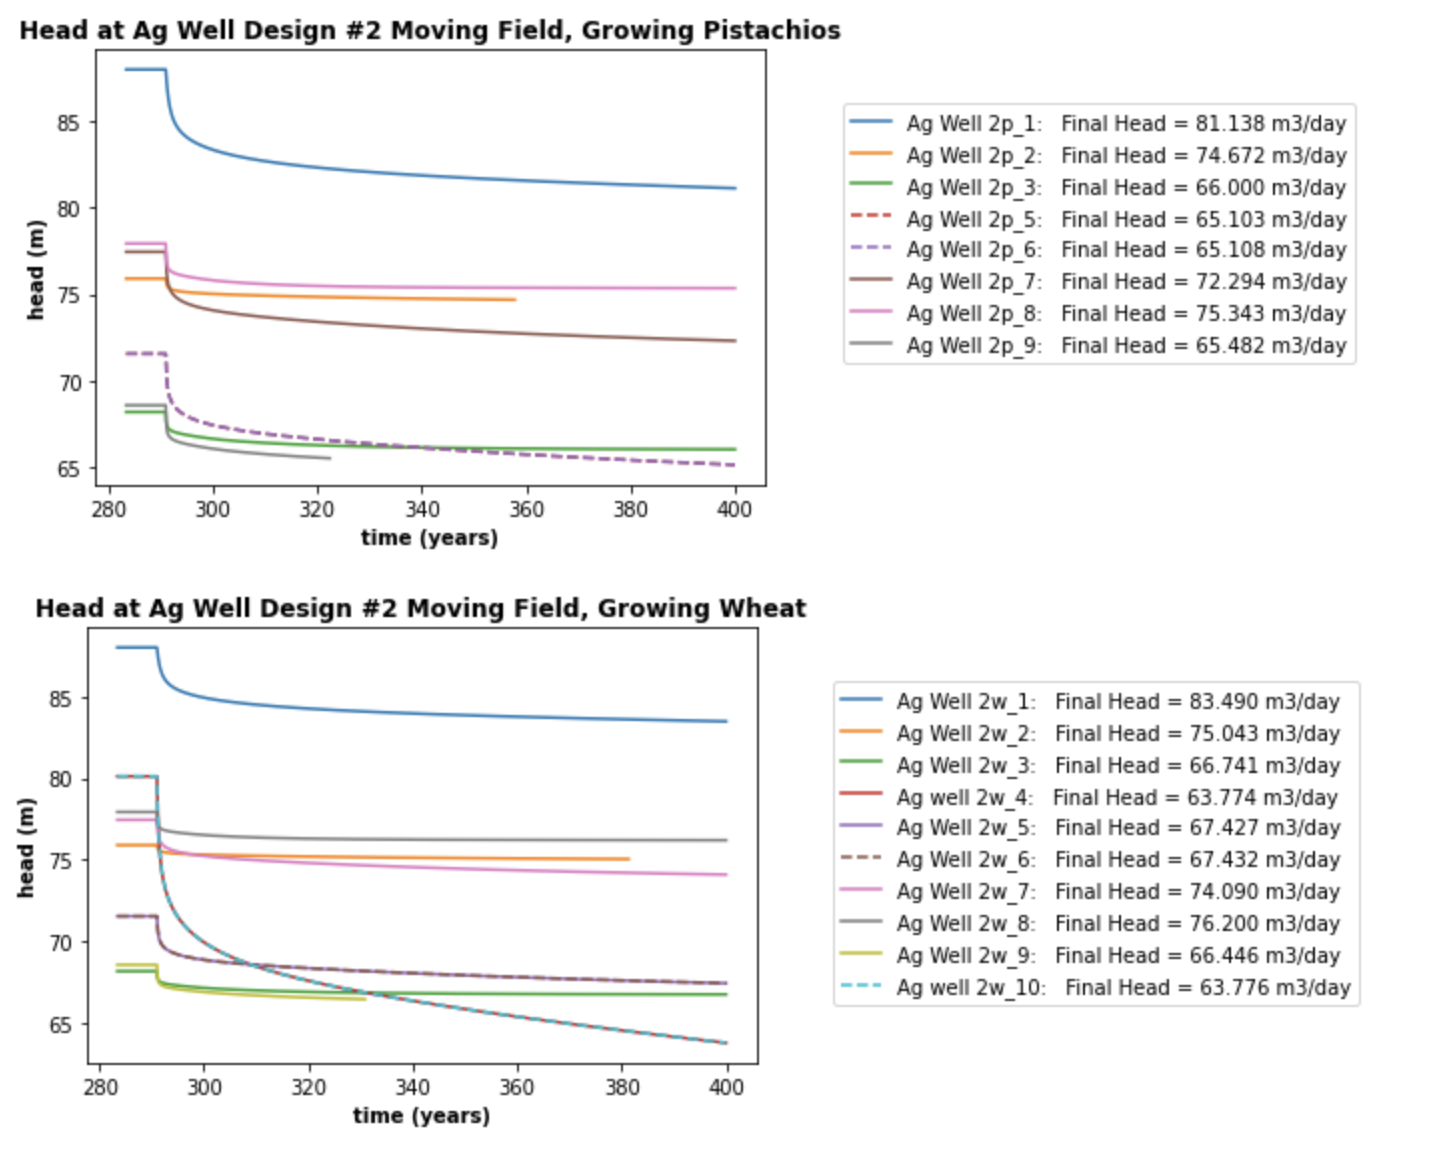 Head at Ag Well Design #2 Moving Field, Growing Pistachios
85
80
75
70
65
head (m)
280 300 320 340 360 380 400
time (years)
Ag Well 2p_1: Final Head = 81.138 m3/day
Ag Well 2p_2: Final Head = 74.672 m3/day
Ag Well 2p_3: Final Head = 66.000 m3/day
Ag Well 2p_5: Final Head = 65.103 m3/day
Ag Well 2p_6: Final Head = 65.108 m3/day
Ag Well 2p_7: Final Head = 72.294 m3/day
Ag Well 2p_8: Final Head = 75.343 m3/day
Ag Well 2p_9: Final Head = 65.482 m3/day
Head at Ag Well Design #2 Moving Field, Growing Wheat
85
80
75
70
65
head (m)
280 300 320 340 360 380 400
time (years)
Ag Well 2w_1: Final Head = 83.490 m3/day
Ag Well 2w_2: Final Head = 75.043 m3/day
Ag Well 2w_3: Final Head = 66.741 m3/day
Ag well 2w_4: Final Head = 63.774 m3/day
Ag Well 2w_5: Final Head = 67.427 m3/day
Ag Well 2w_6: Final Head = 67.432 m3/day
Ag Well 2w_7: Final Head = 74.090 m3/day
Ag Well 2w_8: Final Head = 76.200 m3/day
Ag Well 2w_9: Final Head = 66.446 m3/day
Ag well 2w_10: Final Head = 63.776 m3/day